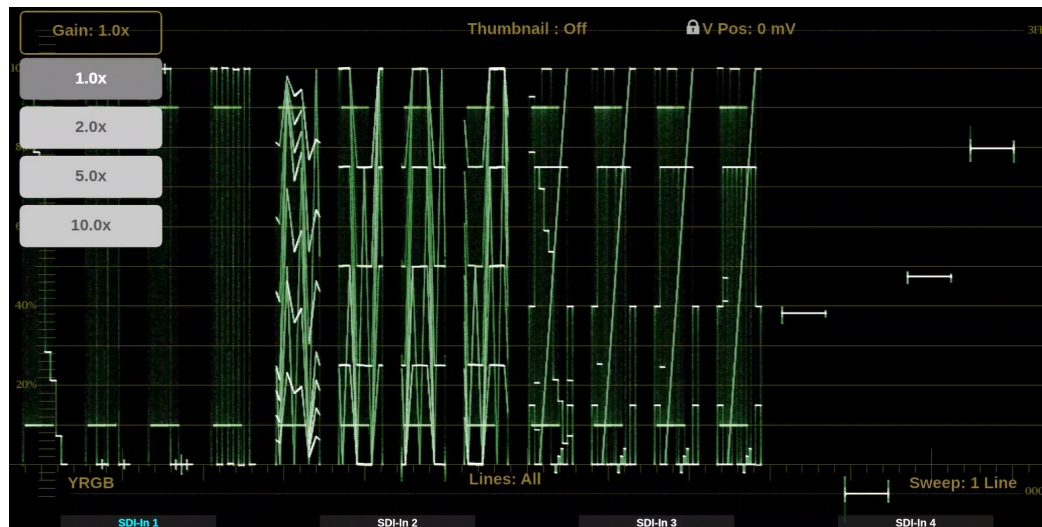 Gain: 1.0x
Thumbnail : Off
V Pos: 0 mV
1.0x
2.0x
5.0x
10.0x
40%
20%
YRGB
Lines: All
Sweep: 1 Line
SDI-In 1
SDI-In 2
SDI-In 3
SDI-In 4